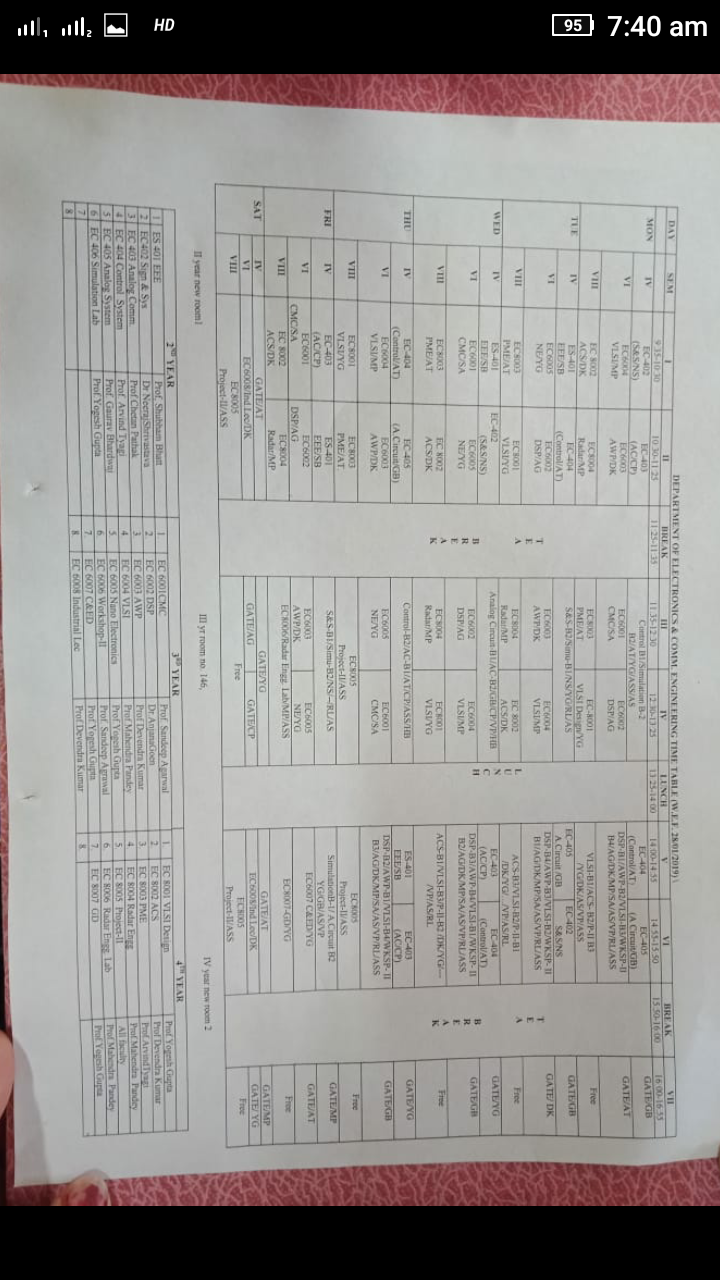 HD
95
7:40 am
DEPARTMENT OF ELECTRONICS & COMM. ENGINEERING TIME TABLE (W.E.F. 28/01/2019)
DAY SEM I II BREAK III IV LUNCH V VI BREAK VII
9:35-10:30 10:30-11:25 11:25-11:35 11:35-12:30 12:30-13:25 13:25-14:00 14:00-14:55 14:55-15:50 15:50-16:00 16:00-16:55
MON IV EC-402 (S&S/NS) EC-403 (AC/CP) Control B1/Simulation B-2 B2/AT/YG/ASS/AS EC-404 (Control/AT) EC-405 (A.Circuit/GB) GATE/GB
VI EC6004 VLSI/MP EC6003 AWP/DK EC6001 CMC/SA EC6002 DSP/AG DSP-B1/AWP-B2/VLSI-B3/WKSP-II B4/AG/DK/MP/SA/AS/VP/RL/ASS GATE/AT
VIII EC 8002 ACS/DK EC8004 Radar/MP EC8003 PME/AT EC-8001 VLSI Design/YG VLSI-B1/ACS- B2/P-II B3 /YG/DK/AS/VP/ASS Free
TUE IV ES-401 EEE/SB EC-404 (Control/AT) S&S-B2/Simu-B1/NS/YG/RL/AS EC-405 A.Circuit /GB EC-402 S&S/NS GATE/GB
VI EC6005 NE/YG EC6002 DSP/AG EC6003 AWP/DK EC6004 VLSI/MP DSP-B4/AWP-B3/VLSI-B2/WKSP- II B1/AG/DK/MP/SA/AS/VP/RL/ASS GATE/ DK
VIII EC8003 PME/AT EC8001 VLSI/YG EC8004 Radar/MP EC 8002 ACS/DK ACS-B3/VLSI-B2/P-II-B1 /DK/YG/ /VP/AS/RL Free
WED IV ES-401 EEE/SB EC-402 (S&S/NS) Analog Circuit-B1/AC-B2/GB/CP/VP/HB EC-403 (AC/CP) EC-404 (Control/AT) GATE/YG
VI EC6001 CMC/SA EC6005 NE/YG EC6002 DSP/AG EC6004 VLSI/MP DSP-B3/AWP-B4/VLSI-B1/WKSP- II B2/AG/DK/MP/SA/AS/VP/RL/ASS GATE/GB
VIII EC8003 PME/AT EC 8002 ACS/DK EC8004 Radar/MP EC8001 VLSI/YG ACS-B1/VLSI-B3/P-II-B2 /DK/YG/— /VP/AS/RL Free
THU IV EC-404 (Control/AT) EC-405 (A.Circuit/GB) Control-B2/AC-B1/AT/CP/ASS/HB ES-401 EEE/SB EC-403 (AC/CP) GATE/YG
VI EC6004 VLSI/MP EC6003 AWP/DK EC6005 NE/YG EC6001 CMC/SA DSP-B2/AWP-B1/VLSI-B4/WKSP- II B3/AG/DK/MP/SA/AS/VP/RL/ASS GATE/GB
VIII EC8001 VLSI/YG EC8003 PME/AT EC8005 Project-II/ASS EC8005 Project-II/ASS Free
FRI IV EC-403 (AC/CP) ES-401 EEE/SB S&S-B1/Simu-B2/NS/--/RL/AS SimulationB-1/ A.Circuit B2 YG/GB/AS/VP GATE/MP
VI EC6001 CMC/SA EC6002 DSP/AG EC6003 AWP/DK EC6005 NE/YG EC6007 C&ED/YG GATE/AT
VIII EC 8002 ACS/DK EC8004 Radar/MP EC8006/Radar Engg. Lab/MP/ASS EC8007-GD/YG Free
SAT IV GATE/AT GATE/YG GATE/AT GATE/MP
VI EC6008/Ind.Lec/DK GATE/AG GATE/CP EC6008/Ind.Lec/DK GATE/ YG
VIII EC8005 Project-II/ASS Free EC8005 Project-II/ASS Free
T E A
B R E A K
L U N C H
T E A
B R E A K
II year new room1 III yr room no. 146, IV year new room 2
2ND YEAR 3RD YEAR 4TH YEAR
1 ES 401 EEE Prof. Shubham Bhatt 1. EC 6001CMC Prof. Sandeep Agarwal 1. EC 8001 VLSI Design Prof Yogesh Gupta
2 EC402 Sign & Sys Dr NeerajShrivastava 2 EC 6002 DSP Dr 2. EC 8002 ACS Prof Devendra Kumar
3 EC 403 Analog Comm. Prof Chetan Pathak 3 EC 6003 AWP Prof Devendra Kumar 3. EC 8003 PME Prof.ArvindTyagi
4 EC 404 Control System Prof. Arvind Tyagi 4 EC 6004 VLSI Prof Mahendra Pandey 4. EC 8004 Radar Engg Prof Mahendra Pandey
5 EC 405 Analog System Prof. Gaurav Bhardwaj 5. EC 6005 Nano Electronics Prof Yogesh Gupta 5. EC 8005 Project-II All faculty
6 EC 406 Simulation Lab Prof Yogesh Gupta 6 EC 6006 Workshop-II Prof. Sandeep Agrawal 6 EC 8006 Radar Engg. Lab Prof Mahendra Pandey
7 7. EC 6007 C&ED Prof Yogesh Gupta 7 EC 8007 GD Prof Yogesh Gupta
8 8 EC 6008 Industrial Lec Prof Devendra Kumar 8